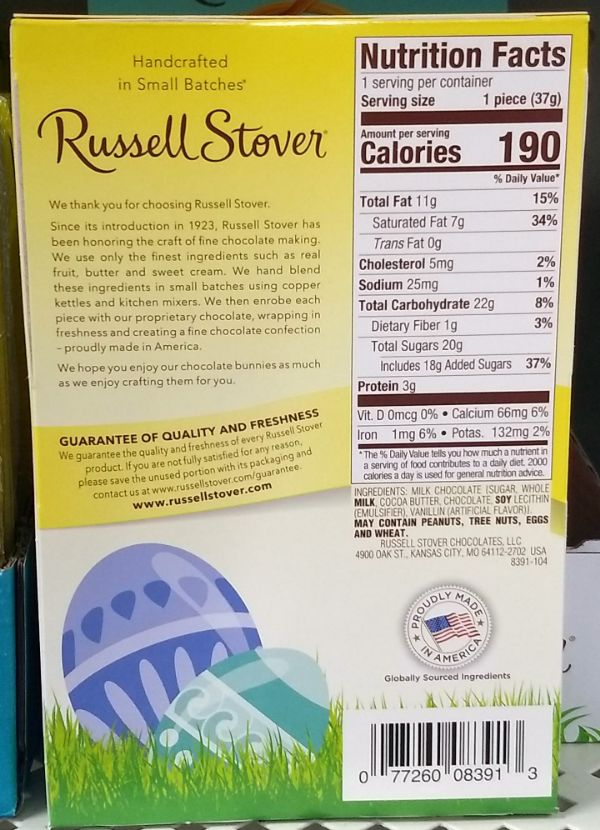 Handcrafted
in Small Batches*
Russell Stover
We thank you for choosing Russell Stover.
Since its introduction in 1923, Russell Stover has
been honoring the craft of fine chocolate making.
We use only the finest ingredients such as real
fruit, butter and sweet cream. We hand blend
these ingredients in small batches using copper
kettles and kitchen mixers. We then enrobe each
piece with our proprietary chocolate, wrapping in
freshness and creating a fine chocolate confection
– proudly made in America.
We hope you enjoy our chocolate bunnies as much
as we enjoy crafting them for you.
GUARANTEE OF QUALITY AND FRESHNESS
We guarantee the quality and freshness of every Russell Stover
product. If you are not fully satisfied for any reason,
please save the unused portion with its packaging and
contact us at www.russellstover.com/guarantee.
www.russellstover.com
Nutrition Facts
1 serving per container
Serving size 1 piece (37g)
Amount per serving
Calories 190
% Daily Value*
Total Fat 11g 15%
Saturated Fat 7g 34%
Trans Fat 0g
Cholesterol 5mg 2%
Sodium 25mg 1%
Total Carbohydrate 22g 8%
Dietary Fiber 1g 3%
Total Sugars 20g
Includes 18g Added Sugars 37%
Protein 3g
Vit. D 0mcg 0% • Calcium 66mg 6%
Iron 1mg 6% • Potas. 132mg 2%
*The % Daily Value tells you how much a nutrient in
a serving of food contributes to a daily diet. 2000
calories a day is used for general nutrition advice.
INGREDIENTS: MILK CHOCOLATE (SUGAR, WHOLE
MILK, COCOA BUTTER, CHOCOLATE, SOY LECITHIN
(EMULSIFIER), VANILLIN (ARTIFICIAL FLAVOR)).
MAY CONTAIN PEANUTS, TREE NUTS, EGGS
AND WHEAT.
RUSSELL STOVER CHOCOLATES, LLC
4900 OAK ST., KANSAS CITY, MO 64112-2702 USA
8391-104
PROUDLY MADE
IN AMERICA
Globally Sourced Ingredients
0 77260 08391 3